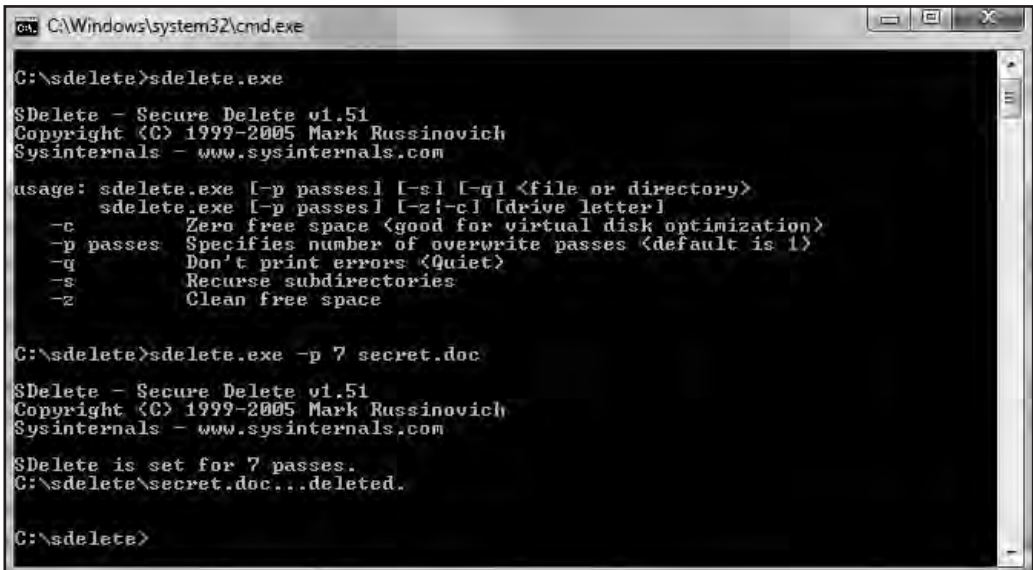 C:\Windows\system32\cmd.exe
C:\sdelete>sdelete.exe
SDelete - Secure Delete v1.51
Copyright (C) 1999-2005 Mark Russinovich
Sysinternals - www.sysinternals.com
usage: sdelete.exe [-p passes] [-s] [-q] <file or directory>
sdelete.exe [-p passes] [-z|-c] [drive letter]
-c Zero free space (good for virtual disk optimization)
-p passes Specifies number of overwrite passes (default is 1)
-q Don't print errors (Quiet)
-s Recurse subdirectories
-z Clean free space
C:\sdelete>sdelete.exe -p 7 secret.doc
SDelete - Secure Delete v1.51
Copyright (C) 1999-2005 Mark Russinovich
Sysinternals - www.sysinternals.com
SDelete is set for 7 passes.
C:\sdelete\secret.doc...deleted.
C:\sdelete>